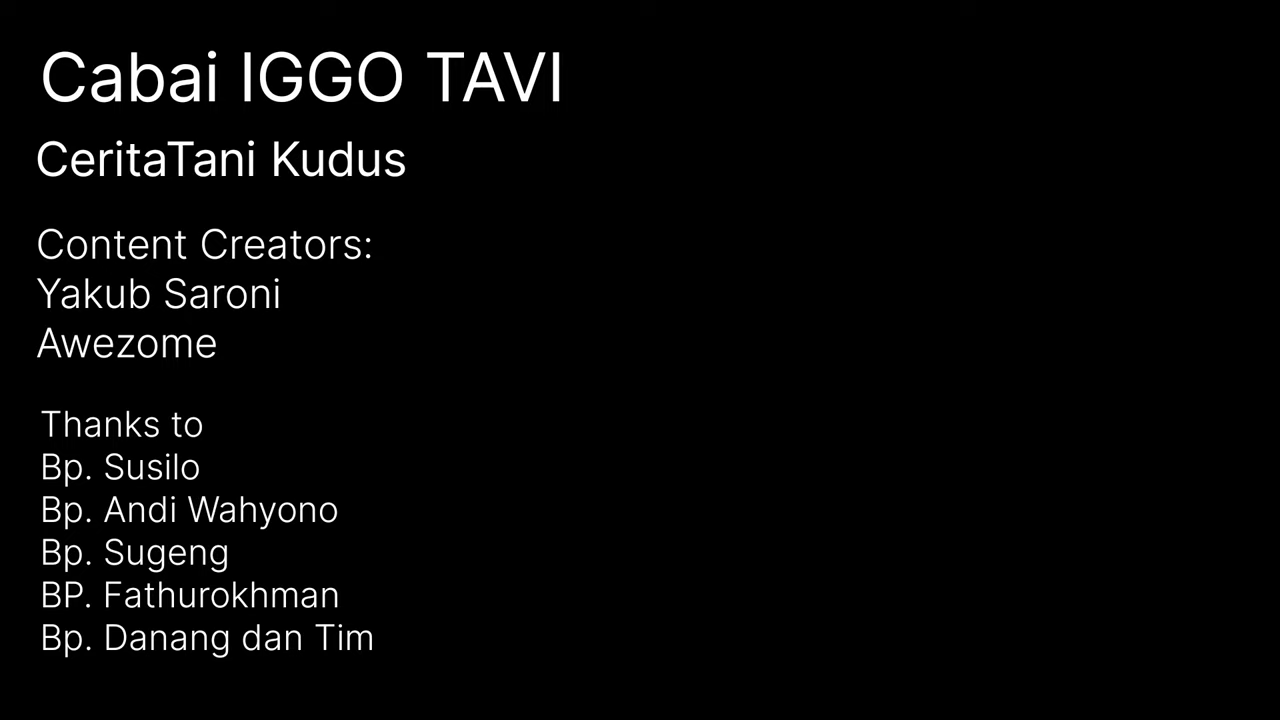 Cabai IGGO TAVI
CeritaTani Kudus
Content Creators:
Yakub Saroni
Awezome
Thanks to
Bp. Susilo
Bp. Andi Wahyono
Bp. Sugeng
BP. Fathurokhman
Bp. Danang dan Tim